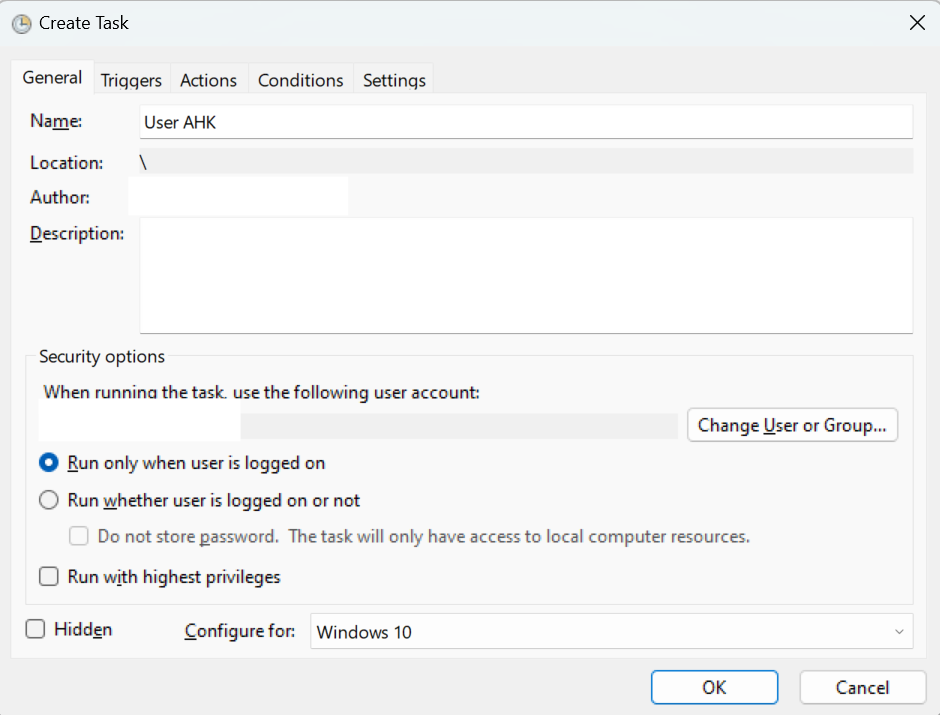 Create Task
General Triggers Actions Conditions Settings
Name: User AHK
Location: \
Author:
Description:
Security options
When running the task, use the following user account:
Change User or Group...
Run only when user is logged on
Run whether user is logged on or not
Do not store password. The task will only have access to local computer resources.
Run with highest privileges
Hidden Configure for: Windows 10
OK Cancel